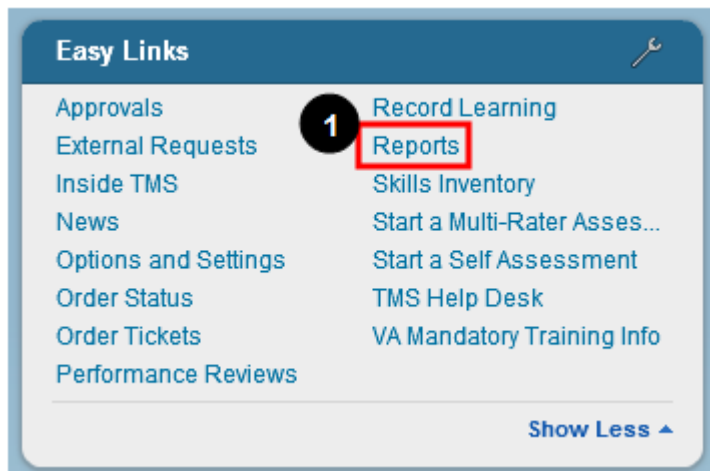 Easy Links
Approvals
External Requests
Inside TMS
News
Options and Settings
Order Status
Order Tickets
Performance Reviews
1
Record Learning
Reports
Skills Inventory
Start a Multi-Rater Asses...
Start a Self Assessment
TMS Help Desk
VA Mandatory Training Info
Show Less